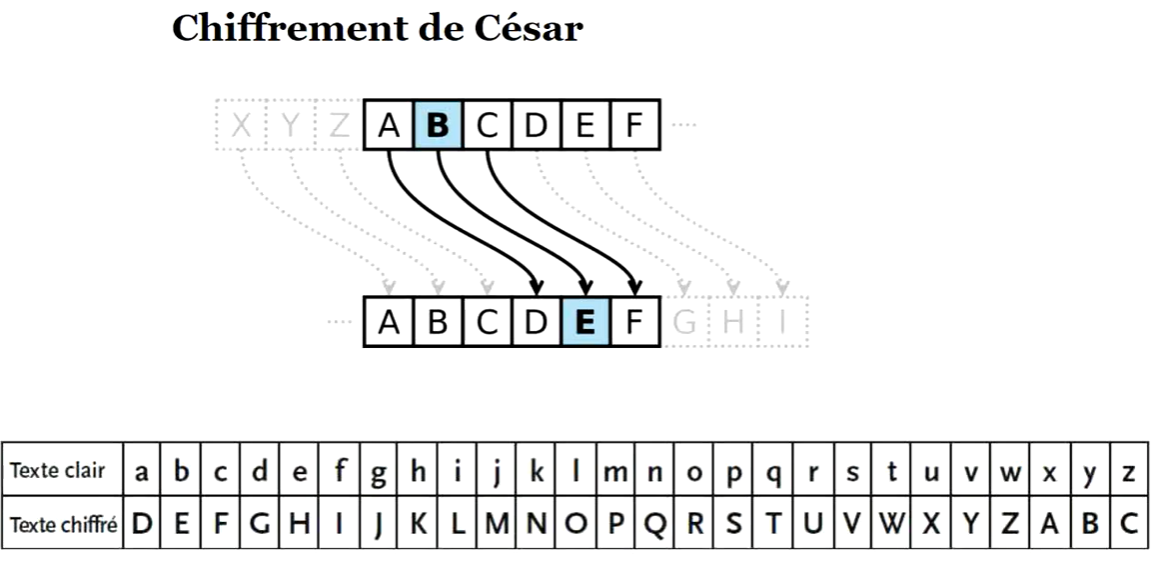 Chiffrement de César
X Y Z A B C D E F ....
.... A B C D E F G H I
Texte clair a b c d e f g h i j k l m n o p q r s t u v w x y z
Texte chiffré D E F G H I J K L M N O P Q R S T U V W X Y Z A B C